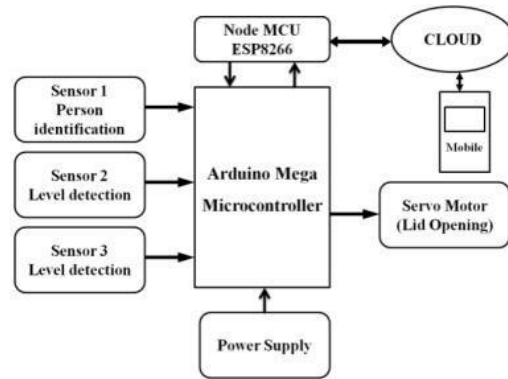 Node MCU
ESP8266
CLOUD
Sensor 1
Person
identification
Mobile
Sensor 2
Level detection
Arduino Mega
Microcontroller
Servo Motor
(Lid Opening)
Sensor 3
Level detection
Power Supply